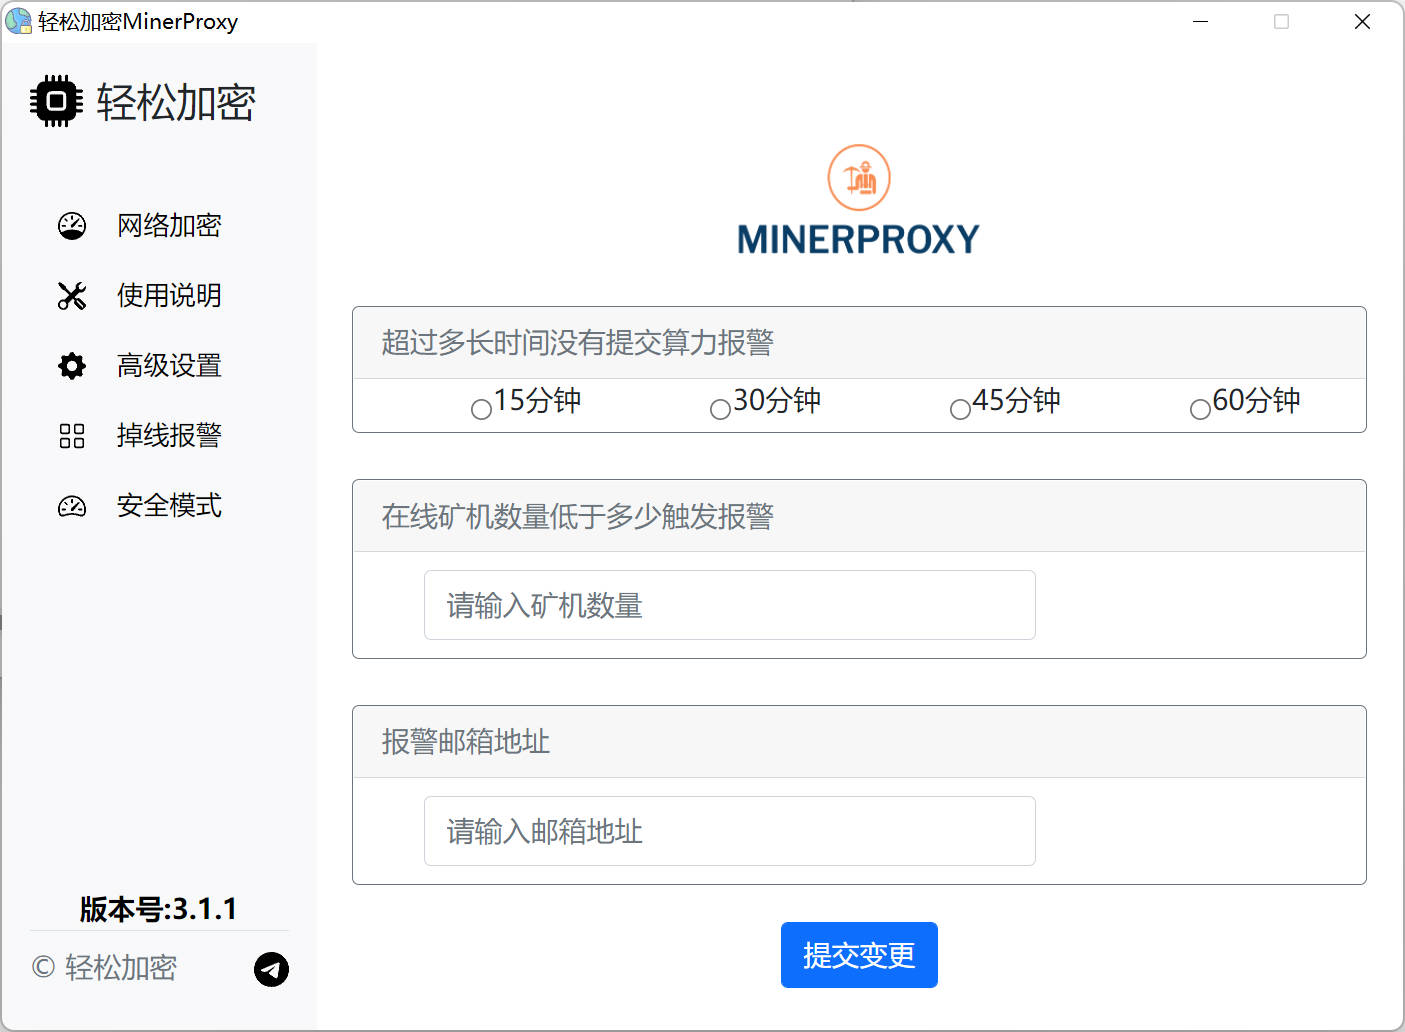 轻松加密MinerProxy
轻松加密
网络加密
使用说明
高级设置
掉线报警
安全模式
版本号:3.1.1
© 轻松加密
MINERPROXY
超过多长时间没有提交算力报警
15分钟 30分钟 45分钟 60分钟
在线矿机数量低于多少触发报警
请输入矿机数量
报警邮箱地址
请输入邮箱地址
提交变更